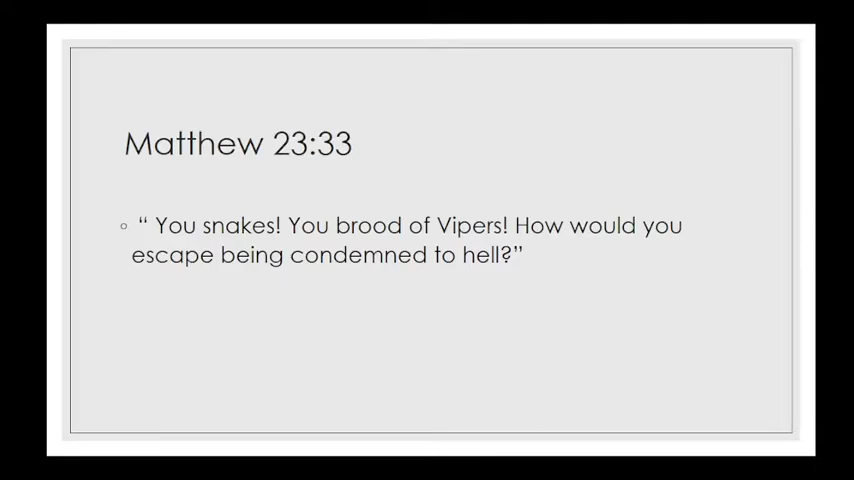 Matthew 23:33
◦ “ You snakes! You brood of Vipers! How would you
escape being condemned to hell?”